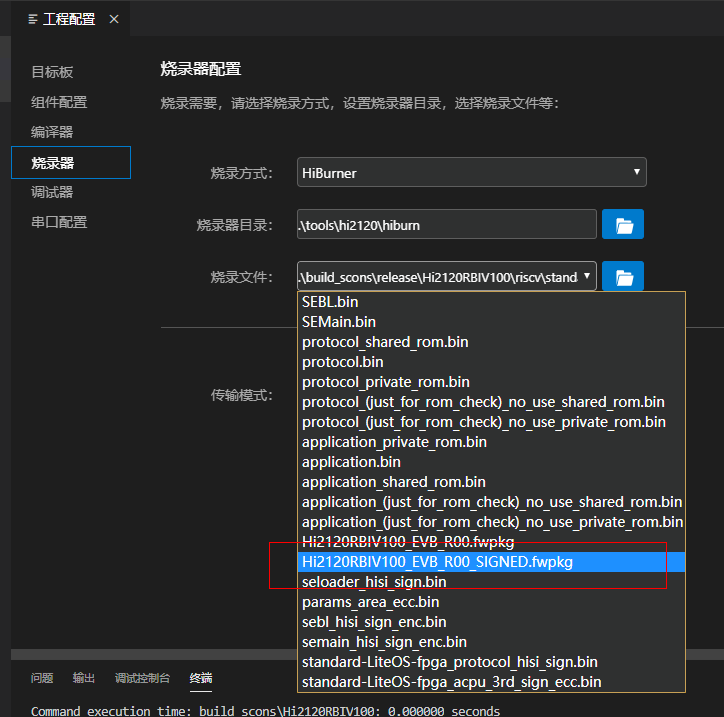 工程配置
目标板
组件配置
编译器
烧录器
调试器
串口配置
烧录器配置
烧录需要，请选择烧录方式，设置烧录器目录，选择烧录文件等：
烧录方式： HiBurner
烧录器目录： .\tools\hi2120\hiburn
烧录文件： .\build_scons\release\Hi2120RBIV100\riscv\stand
SEBL.bin
SEMain.bin
protocol_shared_rom.bin
protocol.bin
protocol_private_rom.bin
protocol_(just_for_rom_check)_no_use_shared_rom.bin
protocol_(just_for_rom_check)_no_use_private_rom.bin
传输模式：
application_private_rom.bin
application.bin
application_shared_rom.bin
application_(just_for_rom_check)_no_use_shared_rom.bin
application_(just_for_rom_check)_no_use_private_rom.bin
Hi2120RBIV100_EVB_R00.fwpkg
Hi2120RBIV100_EVB_R00_SIGNED.fwpkg
seloader_hisi_sign.bin
params_area_ecc.bin
sebl_hisi_sign_enc.bin
semain_hisi_sign_enc.bin
standard-LiteOS-fpga_protocol_hisi_sign.bin
standard-LiteOS-fpga_acpu_3rd_sign_ecc.bin
问题 输出 调试控制台 终端
Command execution time: build_scons\Hi2120RBIV100: 0.000000 seconds